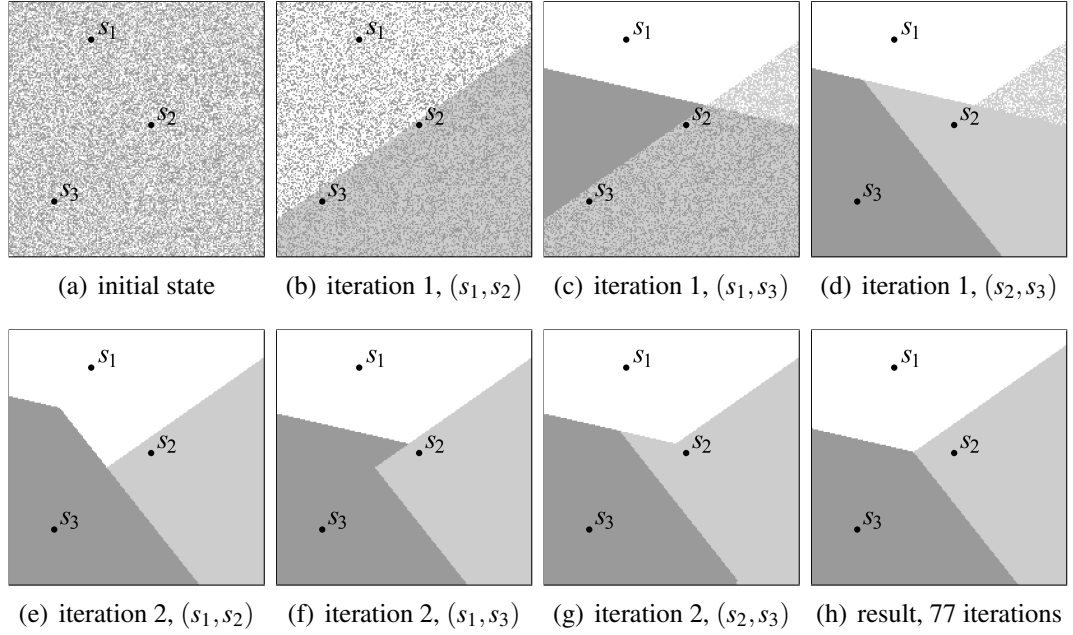 s₁
s₂
s₃
s₁
s₂
s₃
s₁
s₂
s₃
s₁
s₂
s₃
(a) initial state
(b) iteration 1, (s₁,s₂)
(c) iteration 1, (s₁,s₃)
(d) iteration 1, (s₂,s₃)
s₁
s₂
s₃
s₁
s₂
s₃
s₁
s₂
s₃
s₁
s₂
s₃
(e) iteration 2, (s₁,s₂)
(f) iteration 2, (s₁,s₃)
(g) iteration 2, (s₂,s₃)
(h) result, 77 iterations